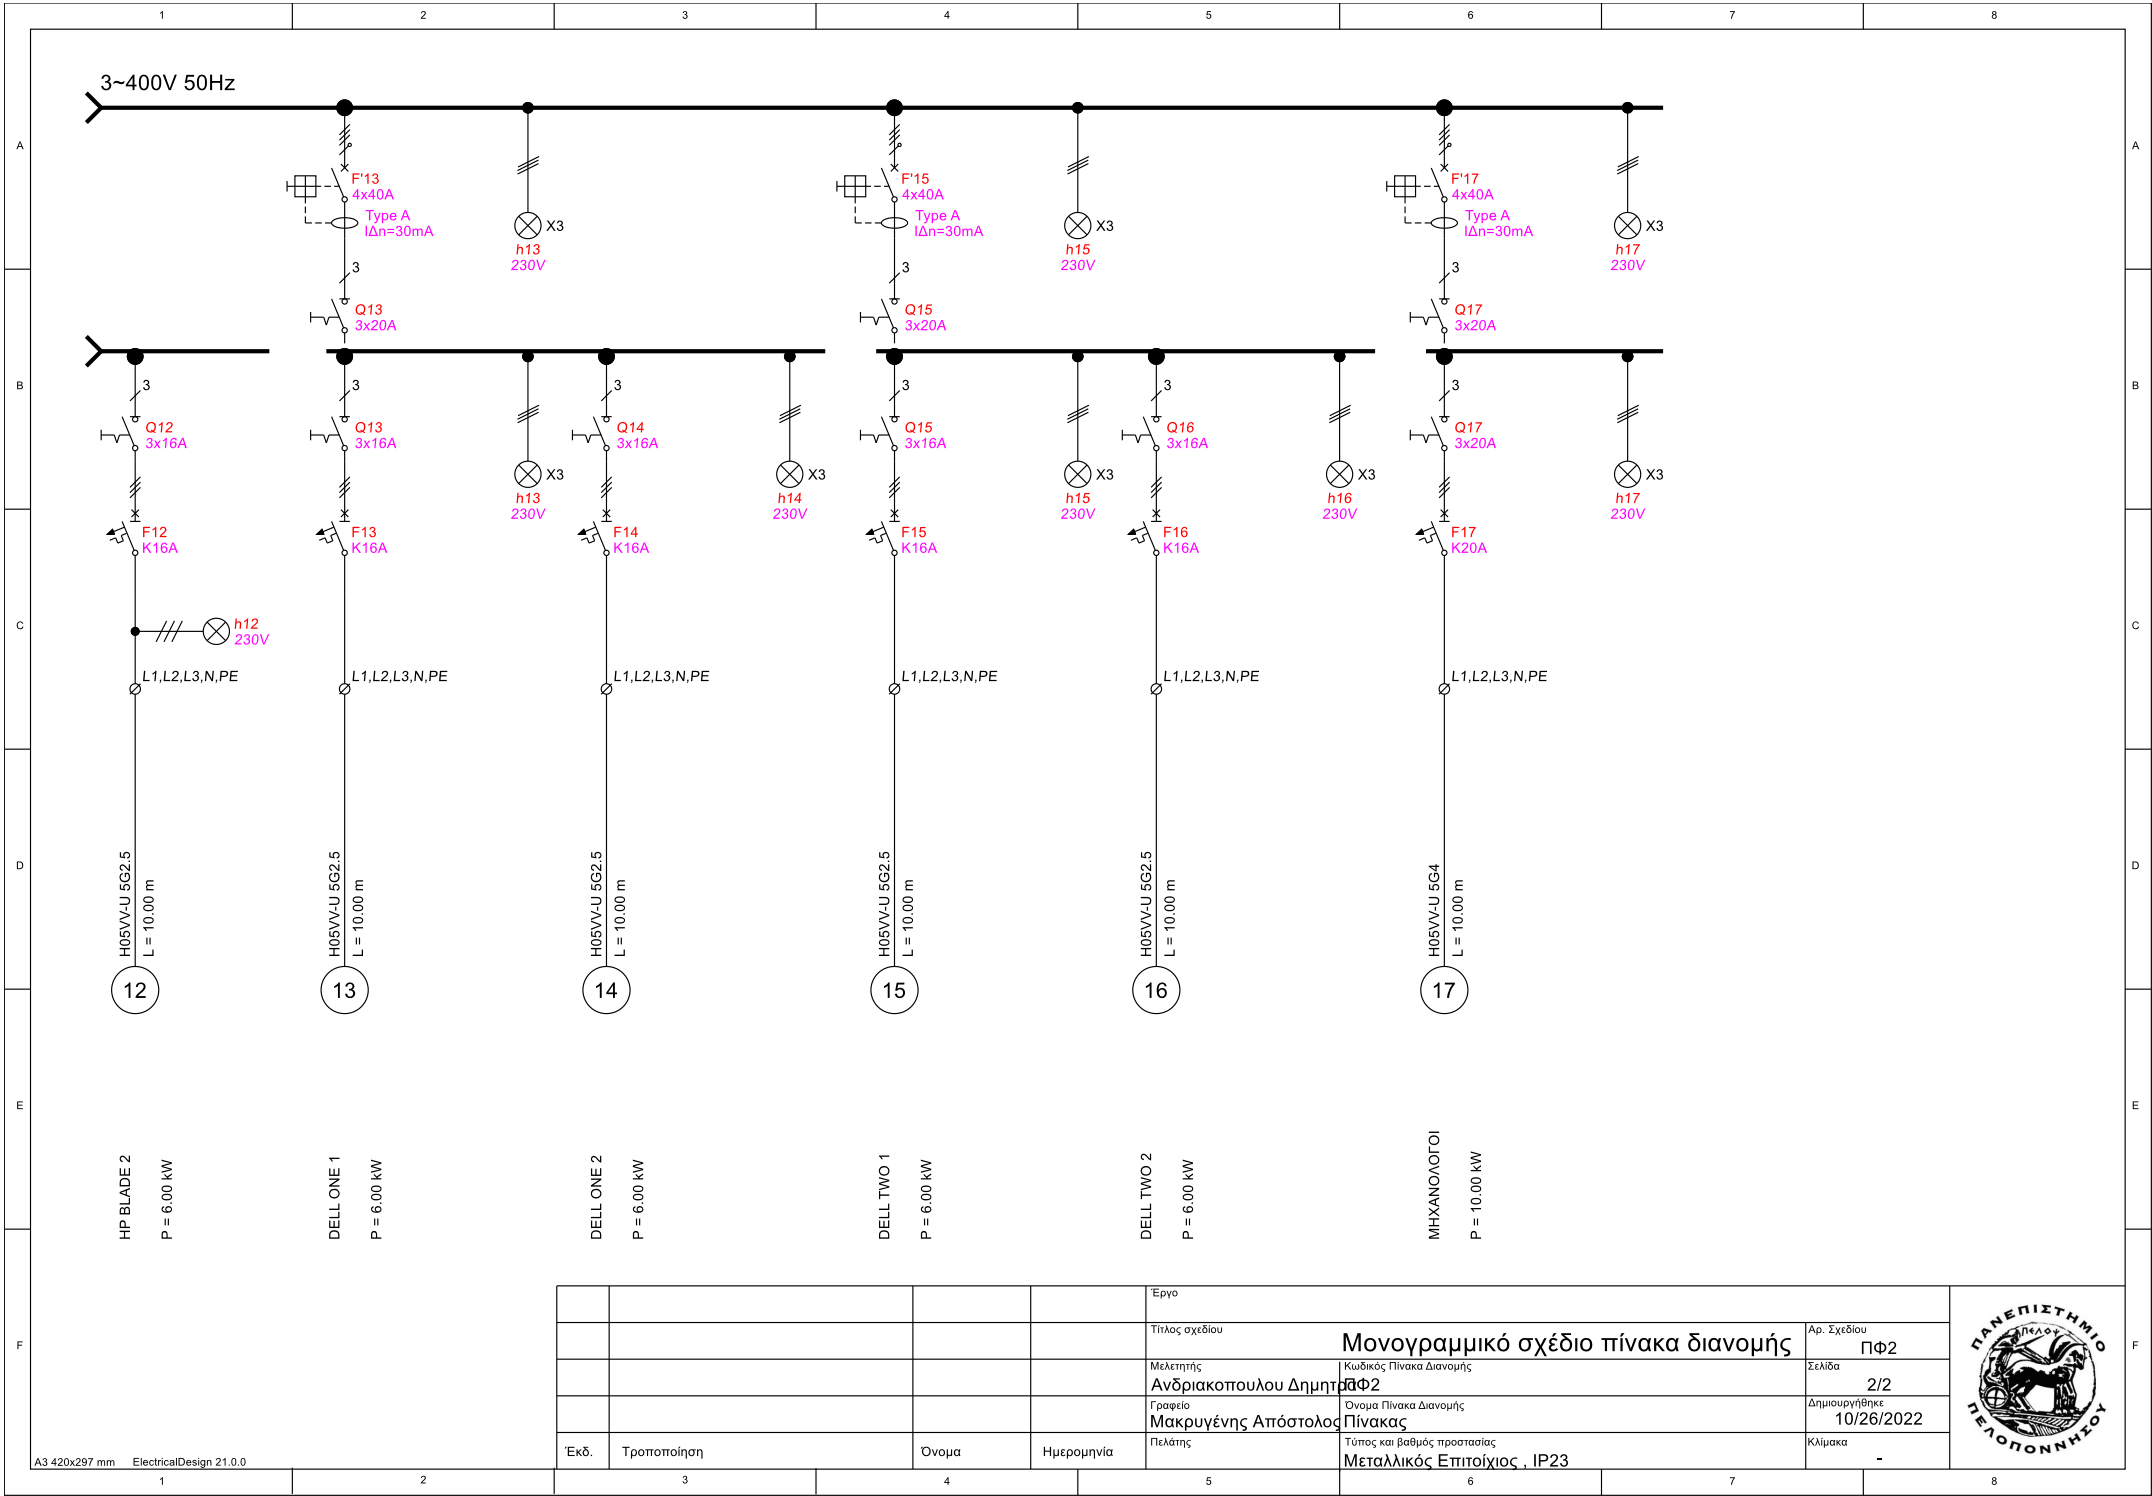 1 2 3 4 5 6 7 8
3~400V 50Hz
A A
F'13 F'15 F'17
4x40A 4x40A 4x40A
Type A Type A Type A
IΔn=30mA IΔn=30mA IΔn=30mA
X3 X3 X3
h13 h15 h17
230V 230V 230V
3 3 3
Q13 Q15 Q17
3x20A 3x20A 3x20A
B B
3 3 3 3 3 3
Q12 Q13 Q14 Q15 Q16 Q17
3x16A 3x16A 3x16A 3x16A 3x16A 3x20A
X3 X3 X3 X3 X3
h13 h14 h15 h16 h17
230V 230V 230V 230V 230V
F12 F13 F14 F15 F16 F17
K16A K16A K16A K16A K16A K20A
C C
h12
230V
L1,L2,L3,N,PE L1,L2,L3,N,PE L1,L2,L3,N,PE L1,L2,L3,N,PE L1,L2,L3,N,PE L1,L2,L3,N,PE
D D
H05VV-U 5G2.5
L = 10.00 m
H05VV-U 5G2.5
L = 10.00 m
H05VV-U 5G2.5
L = 10.00 m
H05VV-U 5G2.5
L = 10.00 m
H05VV-U 5G2.5
L = 10.00 m
H05VV-U 5G4
L = 10.00 m
12 13 14 15 16 17
E E
HP BLADE 2
P = 6.00 kW
DELL ONE 1
P = 6.00 kW
DELL ONE 2
P = 6.00 kW
DELL TWO 1
P = 6.00 kW
DELL TWO 2
P = 6.00 kW
ΜΗΧΑΝΟΛΟΓΟΙ
P = 10.00 kW
F F
Έργο
Τίτλος σχεδίου
Μονογραμμικό σχέδιο πίνακα διανομής
Αρ. Σχεδίου
ΠΦ2
Μελετητής
Ανδριακοπουλου Δημητρα
Κωδικός Πίνακα Διανομής
ΠΦ2
Σελίδα
2/2
Γραφείο
Μακρυγένης Απόστολος
Όνομα Πίνακα Διανομής
Πίνακας
Δημιουργήθηκε
10/26/2022
Έκδ. Τροποποίηση Όνομα Ημερομηνία
Πελάτης
Τύπος και βαθμός προστασίας
Μεταλλικός Επιτοίχιος , IP23
Κλίμακα
-
ΠΑΝΕΠΙΣΤΗΜΙΟ
ΠΕΛΟΨ
ΠΕΛΟΠΟΝΝΗΣΟΥ
A3 420x297 mm ElectricalDesign 21.0.0
1 2 3 4 5 6 7 8